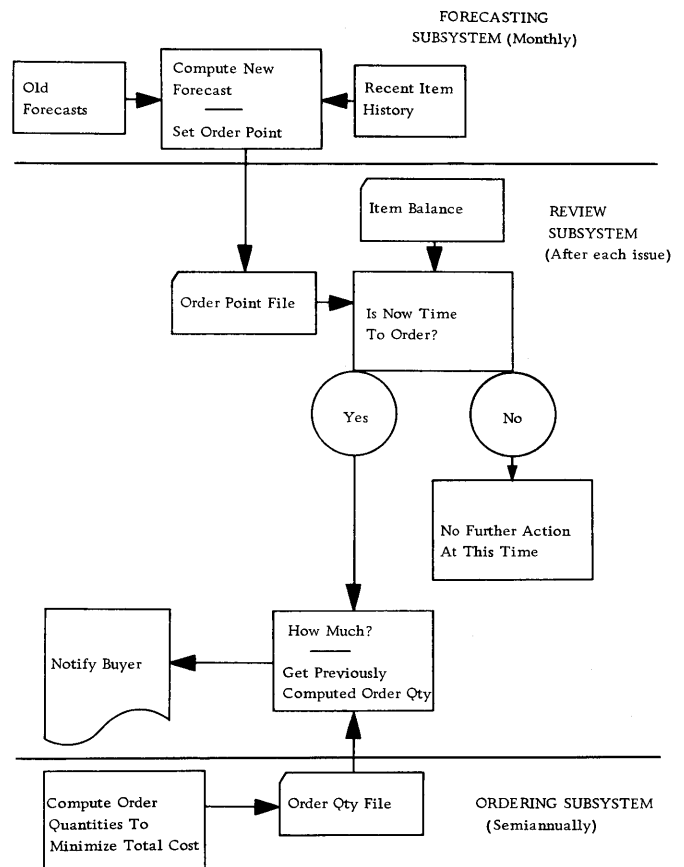 FORECASTING
SUBSYSTEM (Monthly)
Old
Forecasts
Compute New
Forecast
Set Order Point
Recent Item
History
Item Balance
REVIEW
SUBSYSTEM
(After each issue)
Order Point File
Is Now Time
To Order?
Yes
No
No Further Action
At This Time
How Much?
Get Previously
Computed Order Qty
Notify Buyer
Compute Order
Quantities To
Minimize Total Cost
Order Qty File
ORDERING SUBSYSTEM
(Semiannually)